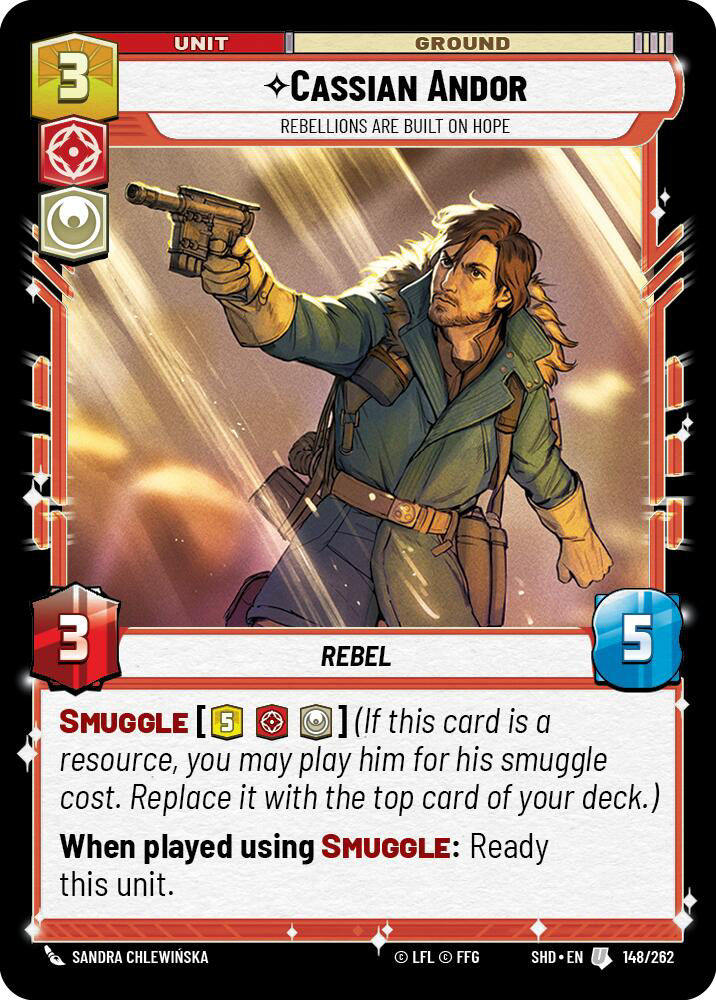 UNIT GROUND
3
CASSIAN ANDOR
REBELLIONS ARE BUILT ON HOPE
3 REBEL 5
SMUGGLE [5] (If this card is a
resource, you may play him for his smuggle
cost. Replace it with the top card of your deck.)
When played using SMUGGLE: Ready
this unit.
SANDRA CHLEWIŃSKA © LFL © FFG SHD • EN U 148/262